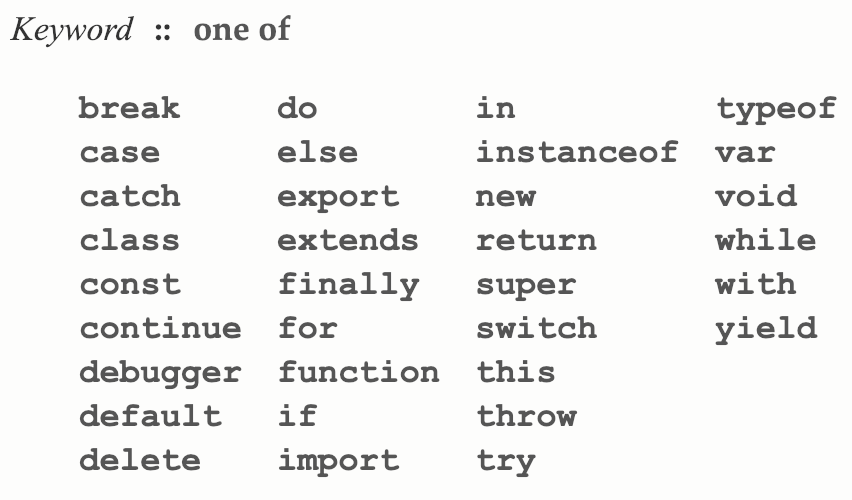 Keyword :: one of
break do in typeof
case else instanceof var
catch export new void
class extends return while
const finally super with
continue for switch yield
debugger function this
default if throw
delete import try